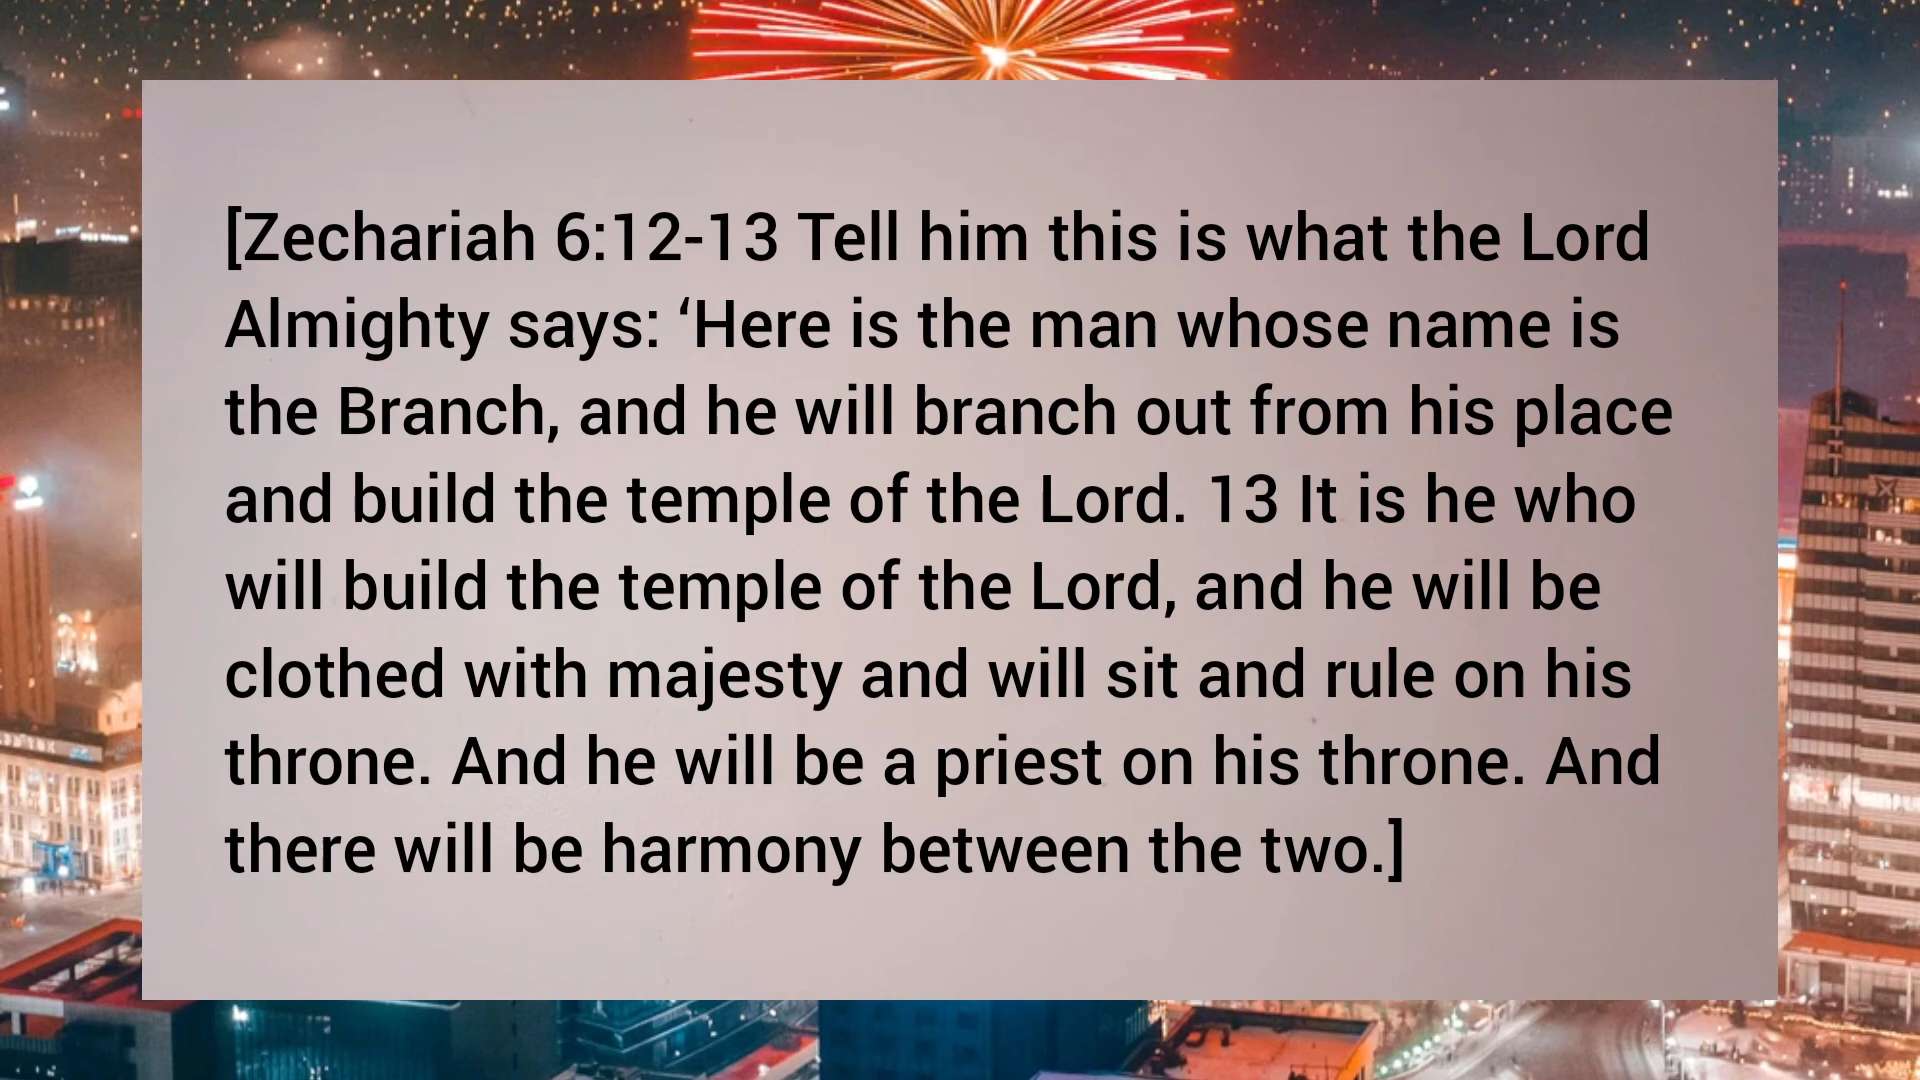 [Zechariah 6:12-13 Tell him this is what the Lord
Almighty says: ‘Here is the man whose name is
the Branch, and he will branch out from his place
and build the temple of the Lord. 13 It is he who
will build the temple of the Lord, and he will be
clothed with majesty and will sit and rule on his
throne. And he will be a priest on his throne. And
there will be harmony between the two.]